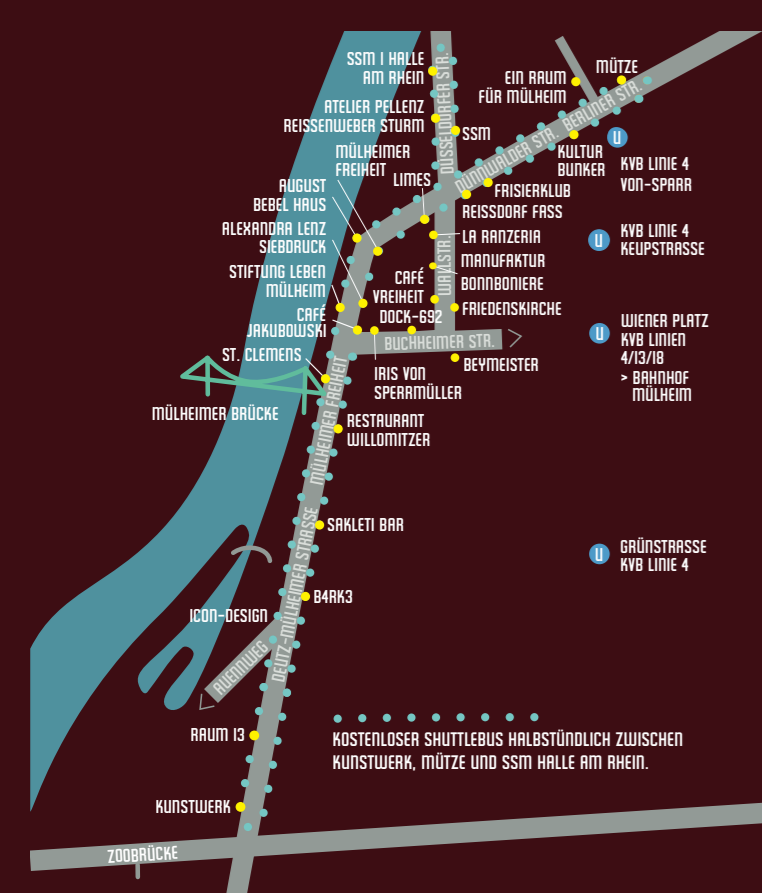 SSM I HALLE
AM RHEIN
DÜSSELDORFER STR.
MÜTZE
EIN RAUM
FÜR MÜLHEIM
BERLINER STR.
ATELIER PELLENZ
REISSENWEBER STURM
SSM
U
MÜLHEIMER
FREIHEIT
DÜNNWALDER STR.
KULTUR
BUNKER
KVB LINIE 4
VON-SPARR
LIMES
AUGUST
BEBEL HAUS
FRISIERKLUB
REISSDORF FASS
ALEXANDRA LENZ
SIEBDRUCK
LA RANZERIA
U
KVB LINIE 4
KEUPSTRASSE
WALLSTR.
MANUFAKTUR
BONNBONIERE
STIFTUNG LEBEN
MÜLHEIM
CAFÉ
VREIHEIT
FRIEDENSKIRCHE
CAFÉ
JAKUBOWSKI
DOCK-692
U
WIENER PLATZ
KVB LINIEN
4/13/18
> BAHNHOF
MÜLHEIM
BUCHHEIMER STR.
ST. CLEMENS
BEYMEISTER
IRIS VON
SPERRMÜLLER
MÜLHEIMER FREIHEIT
MÜLHEIMER BRÜCKE
RESTAURANT
WILLOMITZER
SAKLETI BAR
U
GRÜNSTRASSE
KVB LINIE 4
DEUTZ-MÜLHEIMER STRASSE
B4RK3
ICON-DESIGN
AUENWEG
RAUM 13
KOSTENLOSER SHUTTLEBUS HALBSTÜNDLICH ZWISCHEN
KUNSTWERK, MÜTZE UND SSM HALLE AM RHEIN.
KUNSTWERK
ZOOBRÜCKE